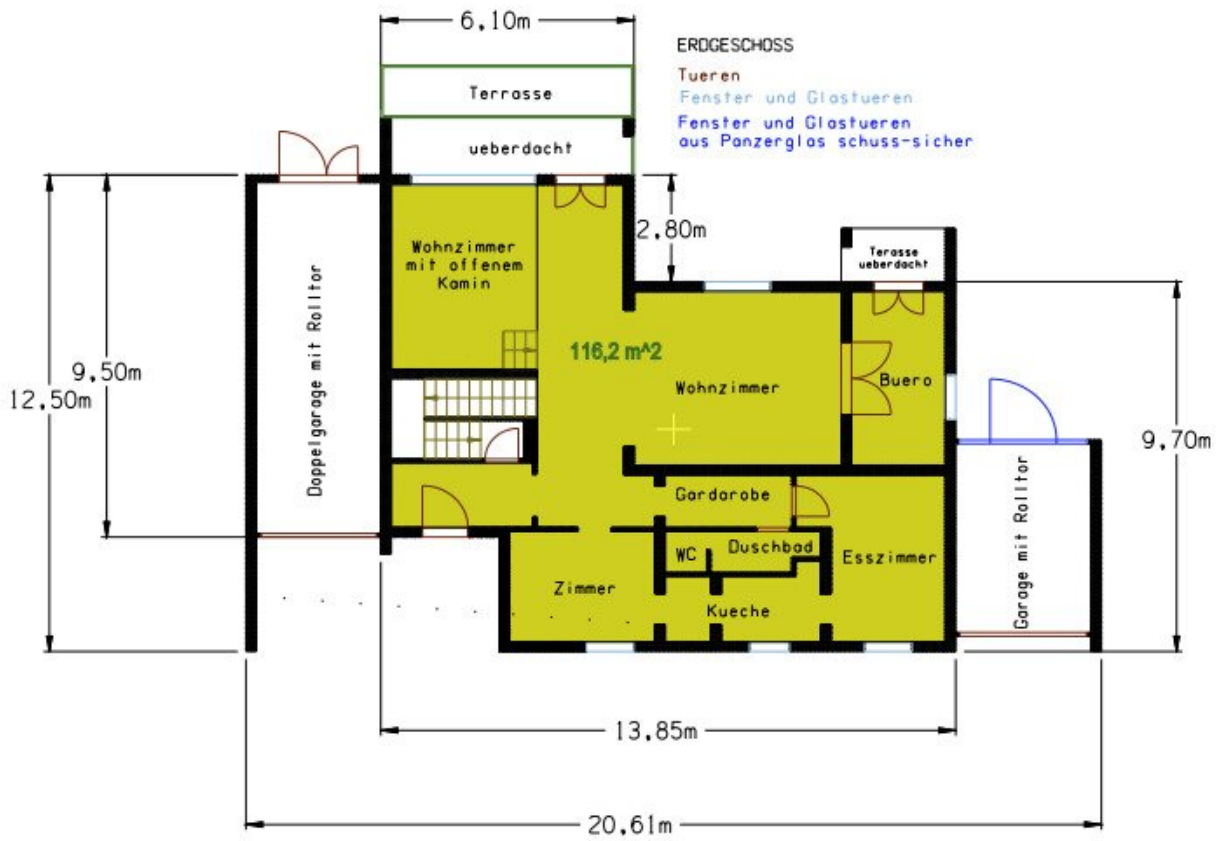 6,10m
ERDGESCHOSS
Tueren
Fenster und Glastueren
Fenster und Glastueren
aus Panzerglas schuss-sicher
Terrasse
ueberdacht
2.80m
Terasse
ueberdacht
Wohnzimmer
mit offenem
Kamin
Doppelgarage mit Rolltor
9.50m
12.50m
116,2 m^2
Wohnzimmer
Buero
9.70m
Gardarobe
WC
Duschbad
Esszimmer
Zimmer
Kueche
Garage mit Rolltor
13.85m
20.61m